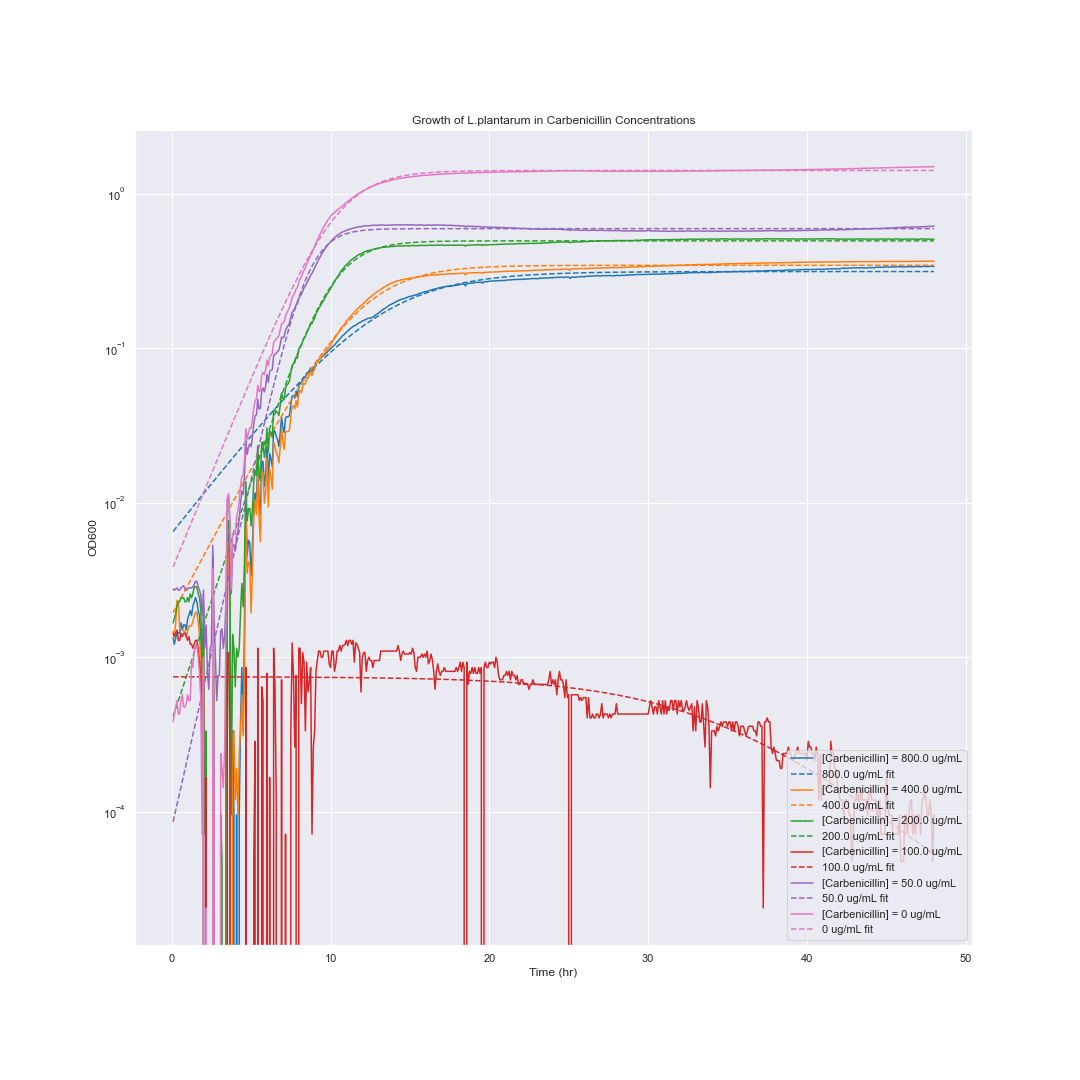 Growth of L.plantarum in Carbenicillin Concentrations
10⁰
10⁻¹
10⁻²
10⁻³
10⁻⁴
OD600
0 10 20 30 40 50
Time (hr)
[Carbenicillin] = 800.0 ug/mL
800.0 ug/mL fit
[Carbenicillin] = 400.0 ug/mL
400.0 ug/mL fit
[Carbenicillin] = 200.0 ug/mL
200.0 ug/mL fit
[Carbenicillin] = 100.0 ug/mL
100.0 ug/mL fit
[Carbenicillin] = 50.0 ug/mL
50.0 ug/mL fit
[Carbenicillin] = 0 ug/mL
0 ug/mL fit